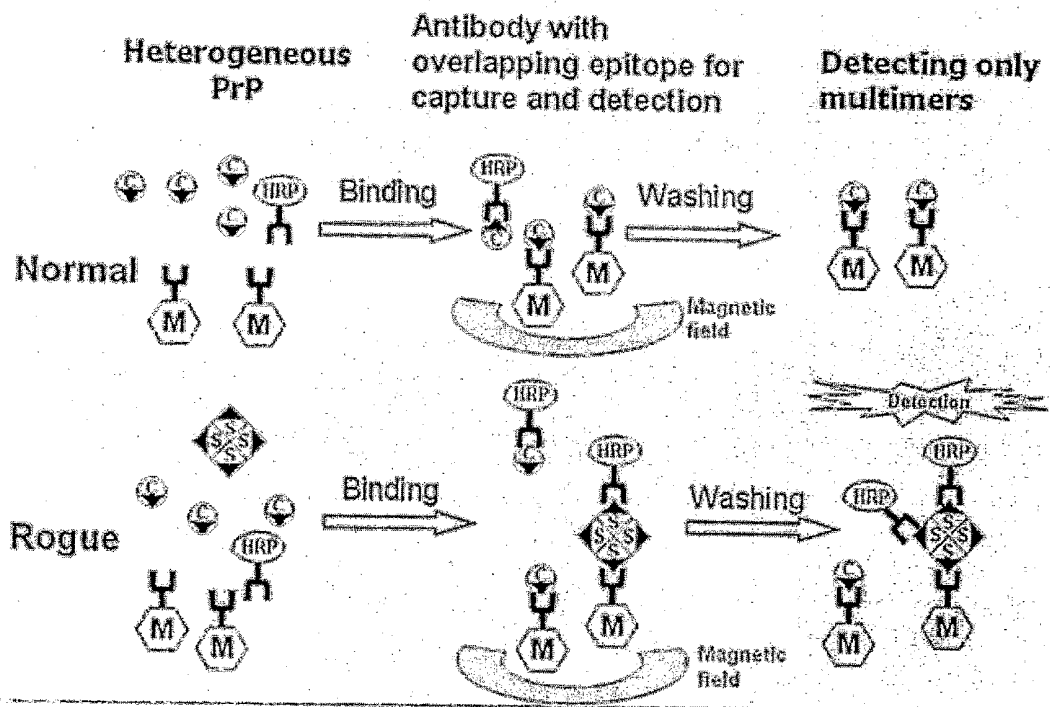 Heterogeneous
PrP
Antibody with
overlapping epitope for
capture and detection
Detecting only
multimers
Normal
C
C
C
C
HRP
M
M
Binding
HRP
C
C
M
C
M
Magnetic
field
Washing
C
M
C
M
Rogue
S
S S
S
C
C
C
HRP
M
M
Binding
HRP
C
HRP
S
S S
S
C
M
M
Magnetic
field
Washing
Detection
HRP
HRP
S
S S
S
C
M
M